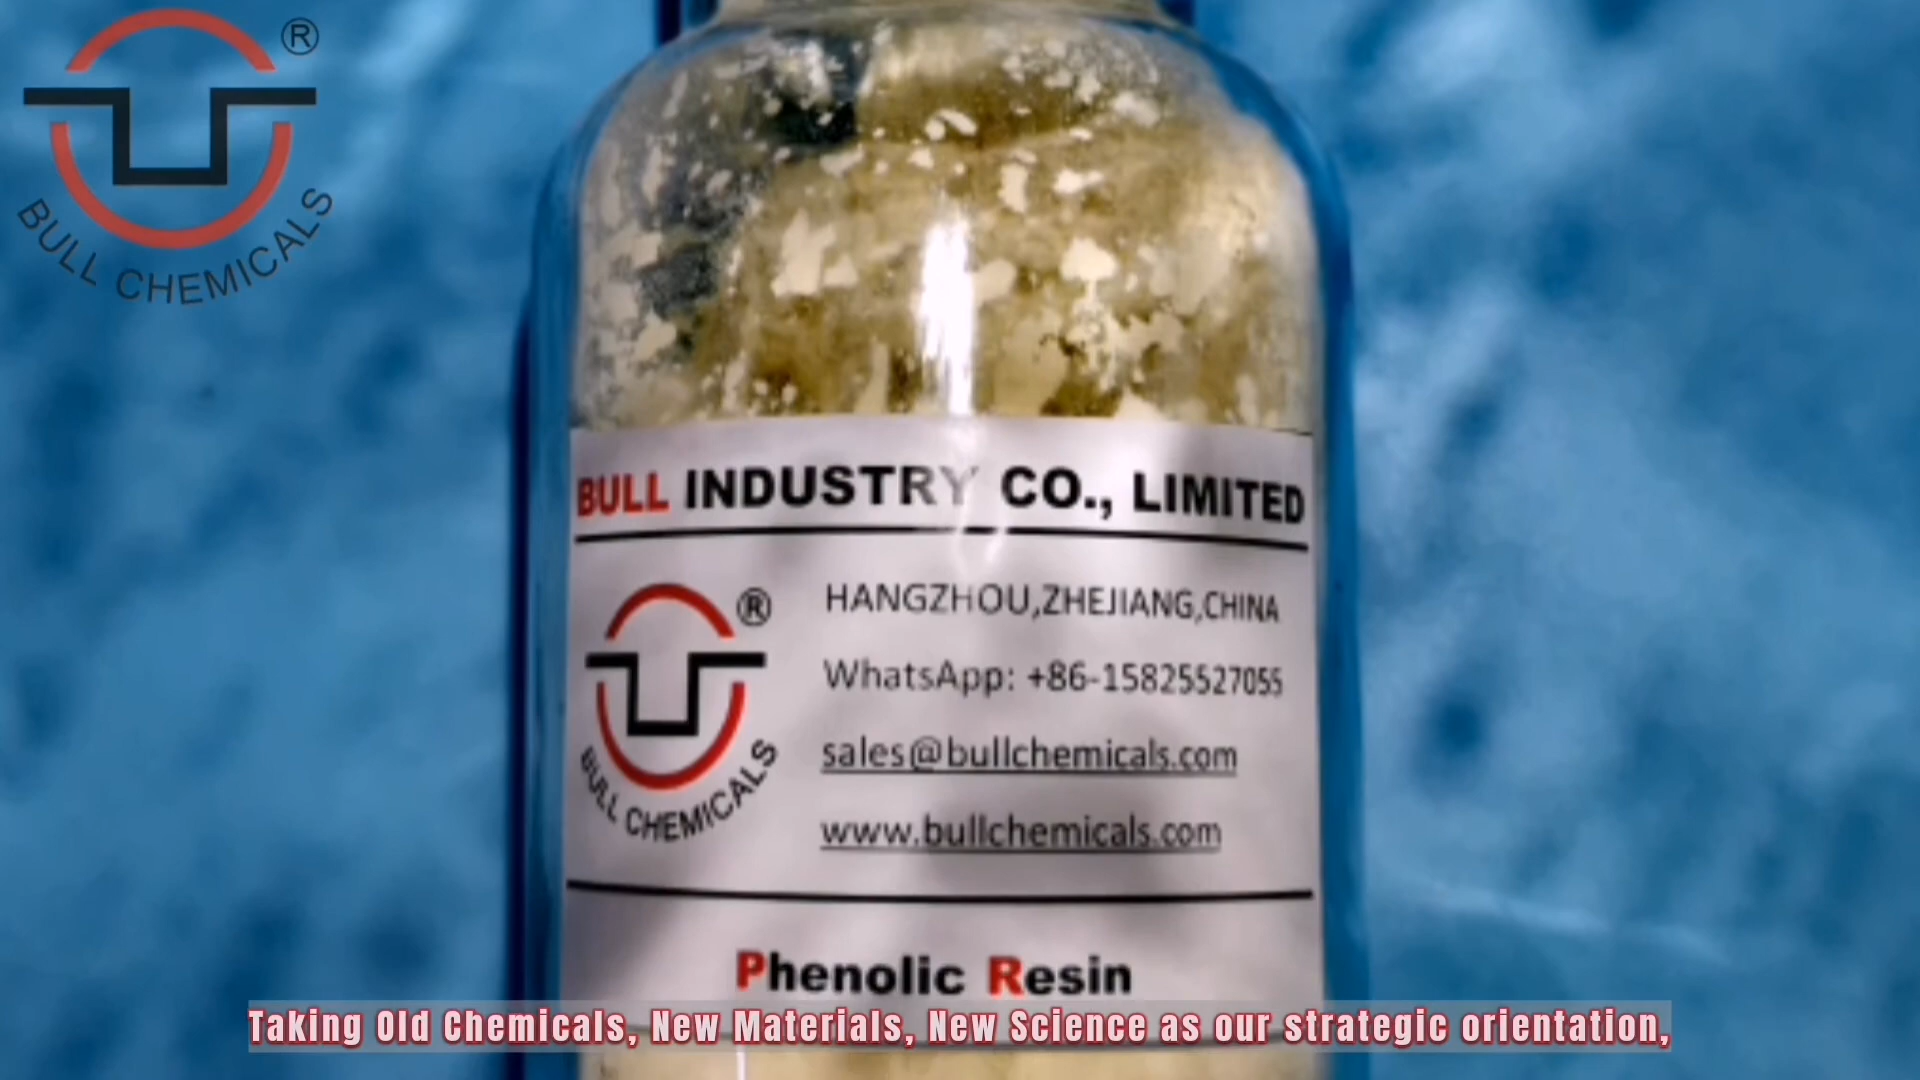 ®
BULL CHEMICALS
BULL INDUSTRY CO., LIMITED
®
BULL CHEMICALS
HANGZHOU,ZHEJIANG,CHINA
WhatsApp: +86-15825527055
sales@bullchemicals.com
www.bullchemicals.com
Phenolic Resin
Taking Old Chemicals, New Materials, New Science as our strategic orientation,